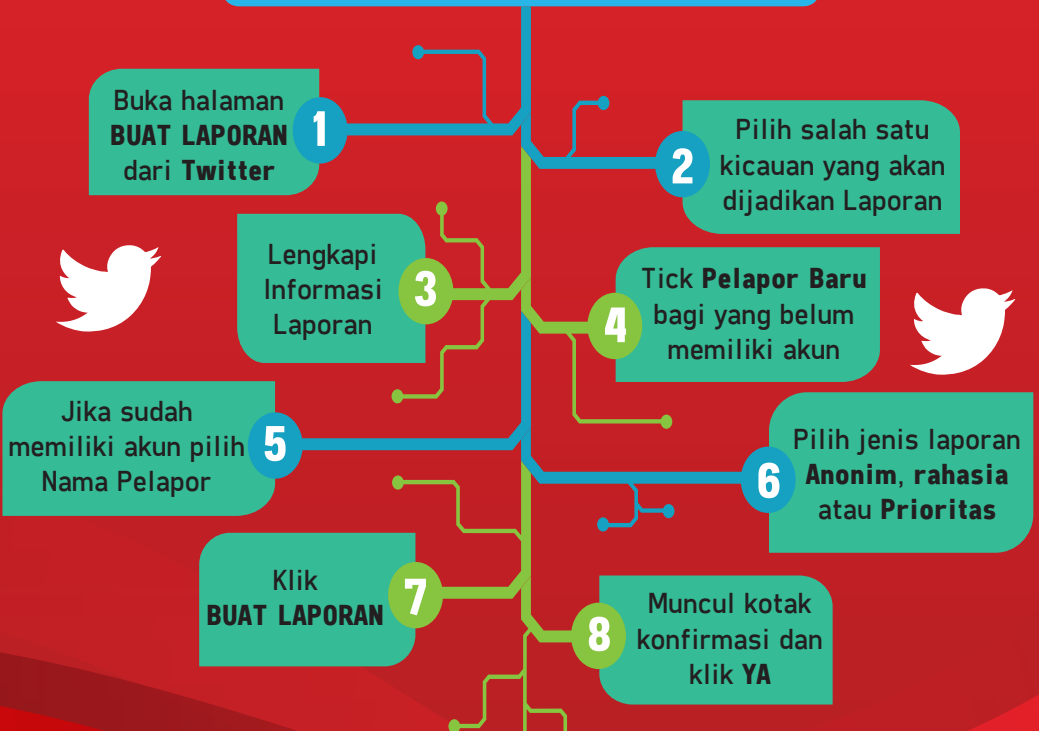 Buka halaman
BUAT LAPORAN
dari Twitter
1
2
Pilih salah satu
kicauan yang akan
dijadikan Laporan
Lengkapi
Informasi
Laporan
3
4
Tick Pelapor Baru
bagi yang belum
memiliki akun
Jika sudah
memiliki akun pilih
Nama Pelapor
5
6
Pilih jenis laporan
Anonim, rahasia
atau Prioritas
Klik
BUAT LAPORAN
7
8
Muncul kotak
konfirmasi dan
klik YA